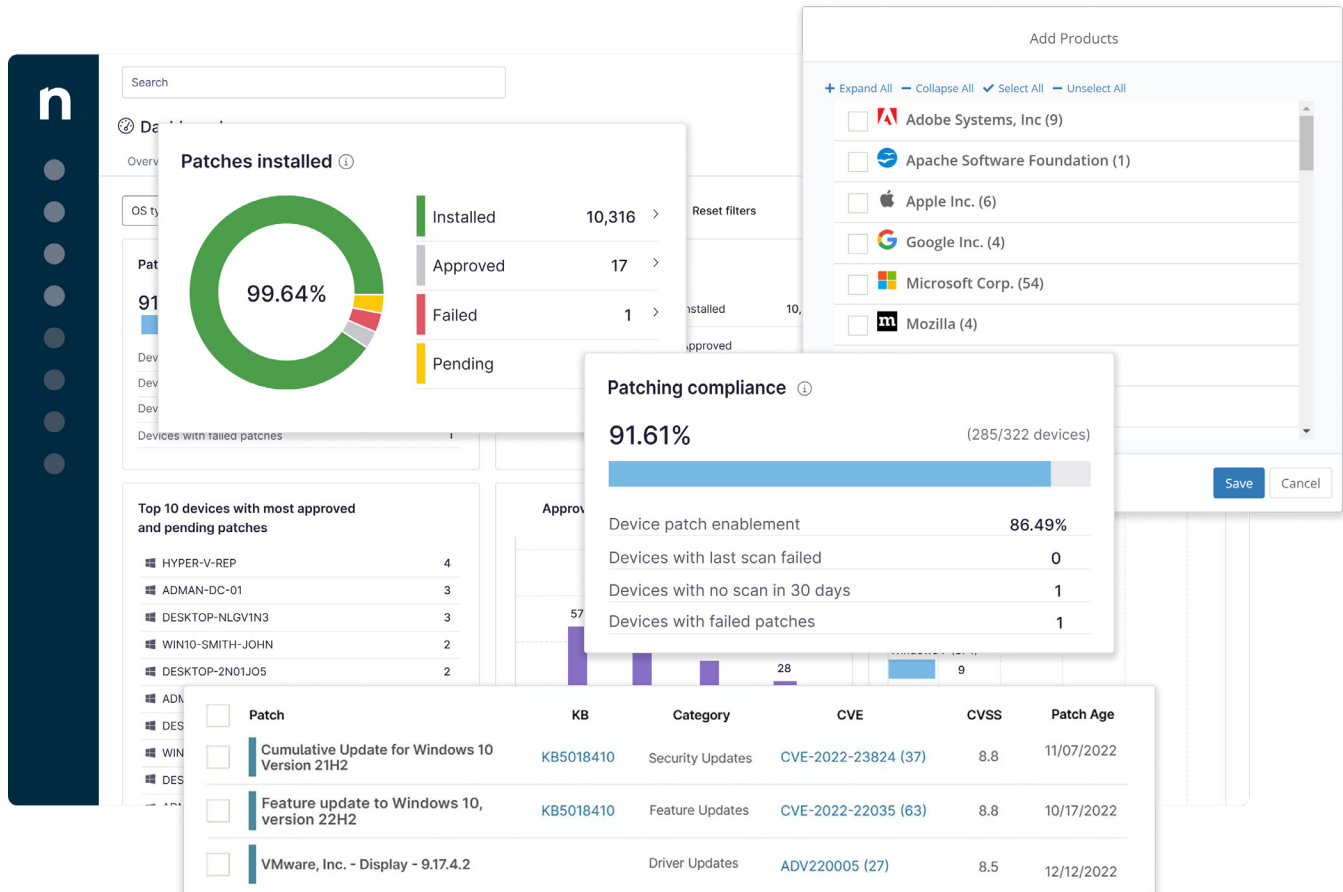 Add Products
Expand All Collapse All Select All Unselect All
Adobe Systems, Inc (9)
Apache Software Foundation (1)
Apple Inc. (6)
Google Inc. (4)
Microsoft Corp. (54)
Mozilla (4)
Save Cancel
n
Search
Overv
OS ty
Reset filters
Pat
91
Dev
Dev
Dev
Devices with failed patches 1
nstalled 10,
Approved
Patches installed
99.64%
Installed 10,316
Approved 17
Failed 1
Pending
Patching compliance
91.61% (285/322 devices)
Device patch enablement 86.49%
Devices with last scan failed 0
Devices with no scan in 30 days 1
Devices with failed patches 1
Top 10 devices with most approved
and pending patches
HYPER-V-REP 4
ADMAN-DC-01 3
DESKTOP-NLGV1N3 3
WIN10-SMITH-JOHN 2
DESKTOP-2N01JO5 2
ADM
DES
WIN
DES
Approv
57
28
9
Patch KB Category CVE CVSS Patch Age
Cumulative Update for Windows 10
Version 21H2
KB5018410 Security Updates CVE-2022-23824 (37) 8.8 11/07/2022
Feature update to Windows 10,
version 22H2
KB5018410 Feature Updates CVE-2022-22035 (63) 8.8 10/17/2022
VMware, Inc. - Display - 9.17.4.2 Driver Updates ADV220005 (27) 8.5 12/12/2022